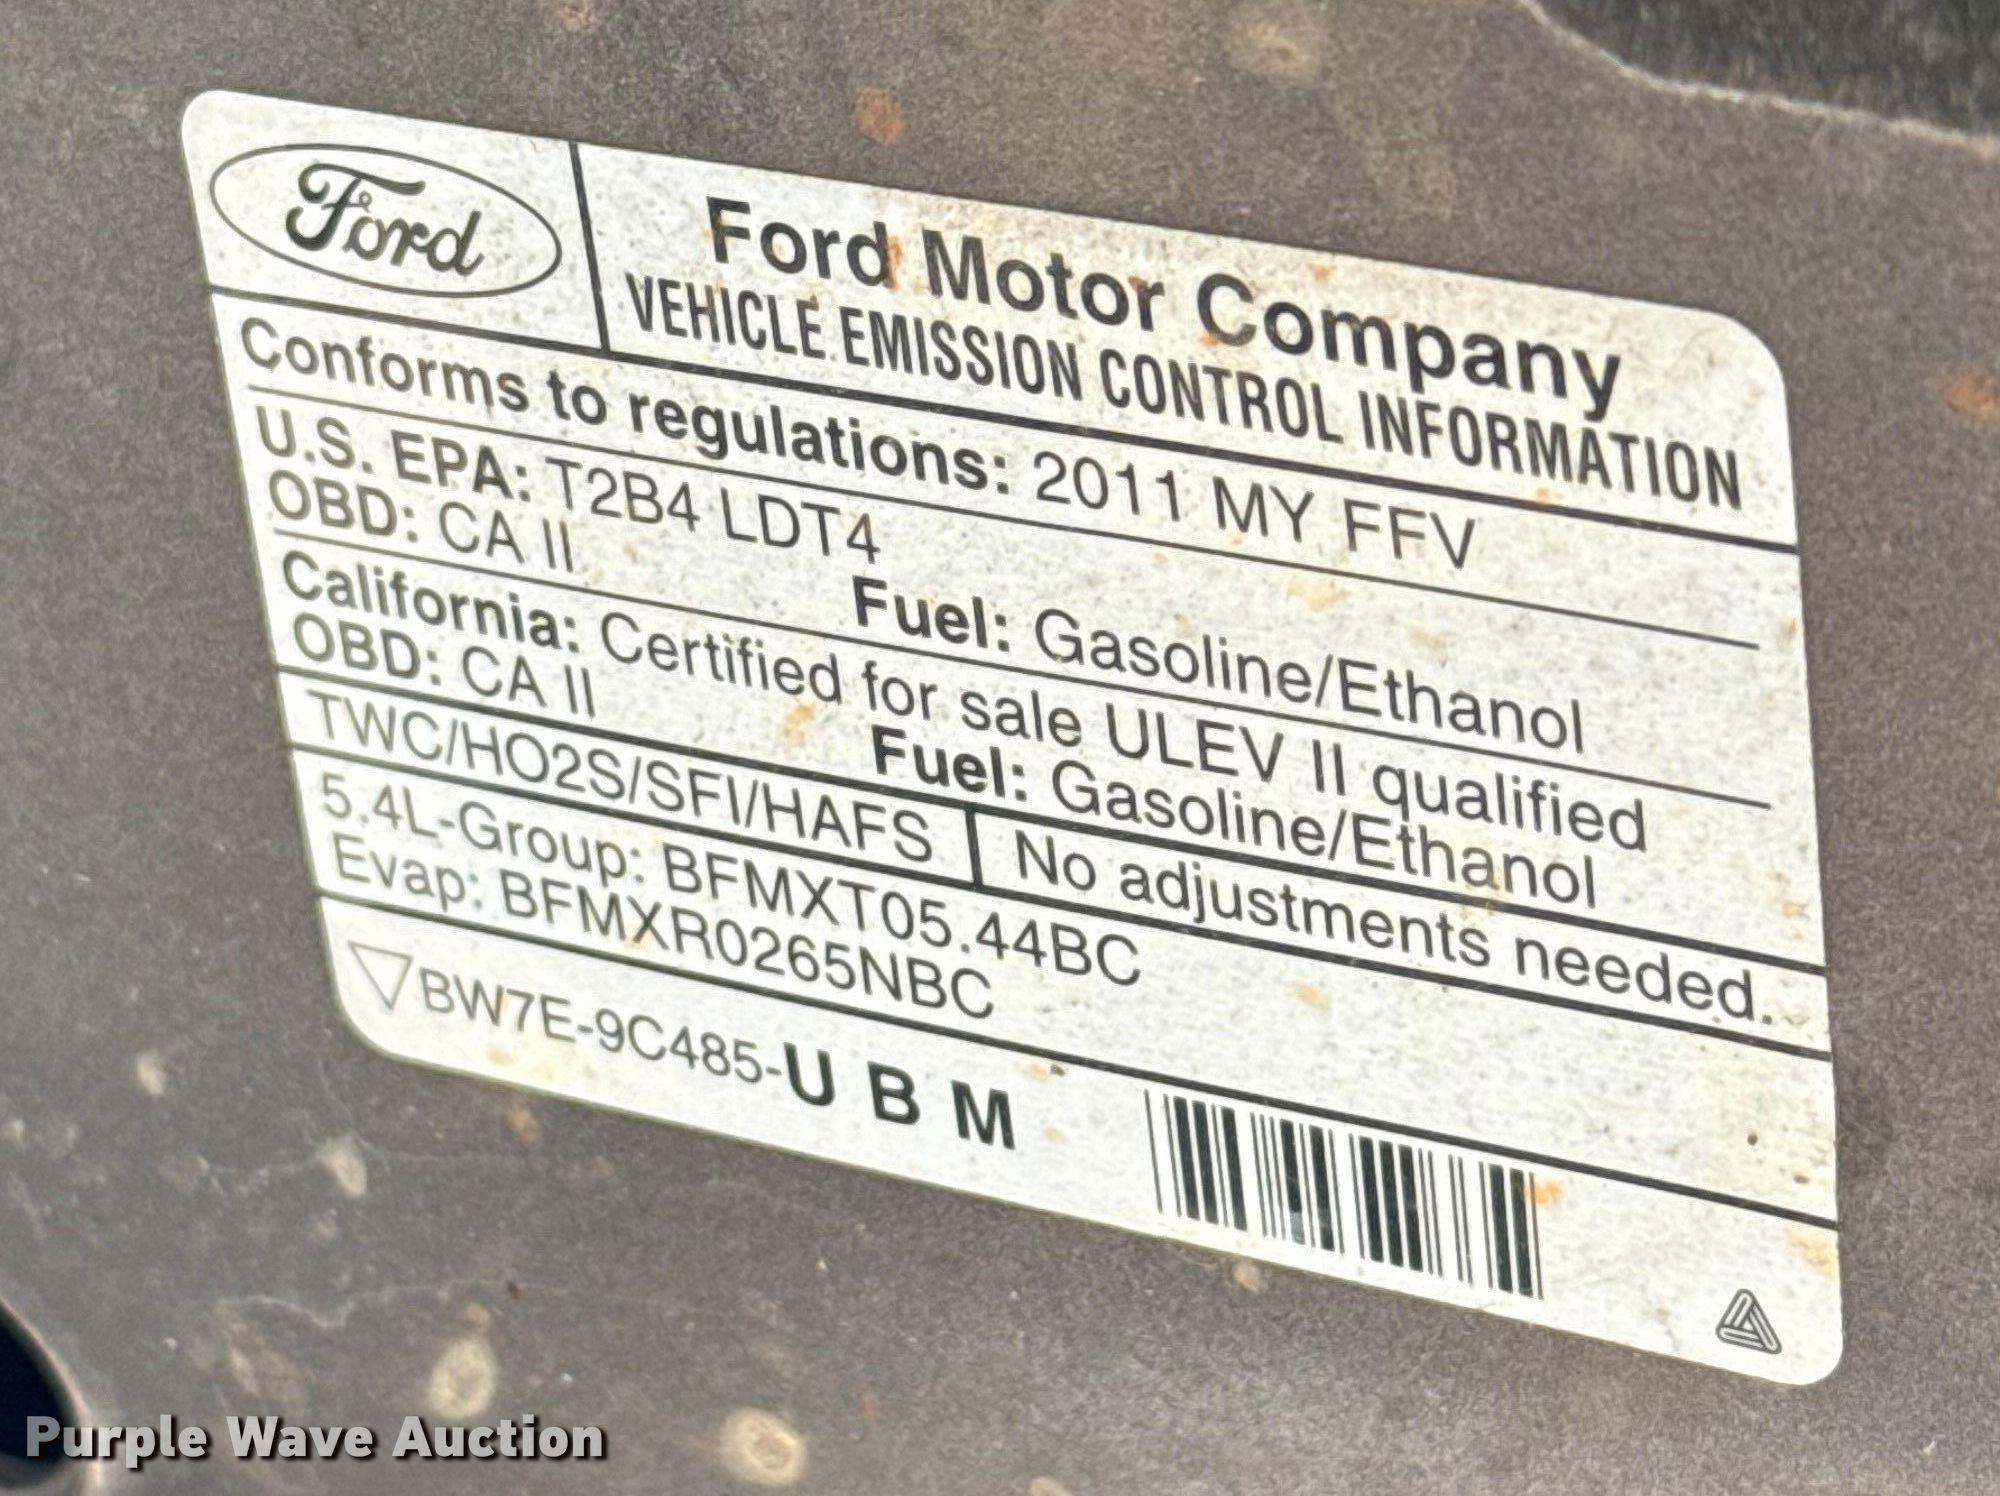 Ford
Ford Motor Company
VEHICLE EMISSION CONTROL INFORMATION
Conforms to regulations: 2011 MY FFV
U.S. EPA: T2B4 LDT4
OBD: CA II Fuel: Gasoline/Ethanol
California: Certified for sale ULEV II qualified
OBD: CA II Fuel: Gasoline/Ethanol
TWC/HO2S/SFI/HAFS No adjustments needed.
5.4L-Group: BFMXT05.44BC
Evap: BFMXR0265NBC
BW7E-9C485-U B M
Purple Wave Auction